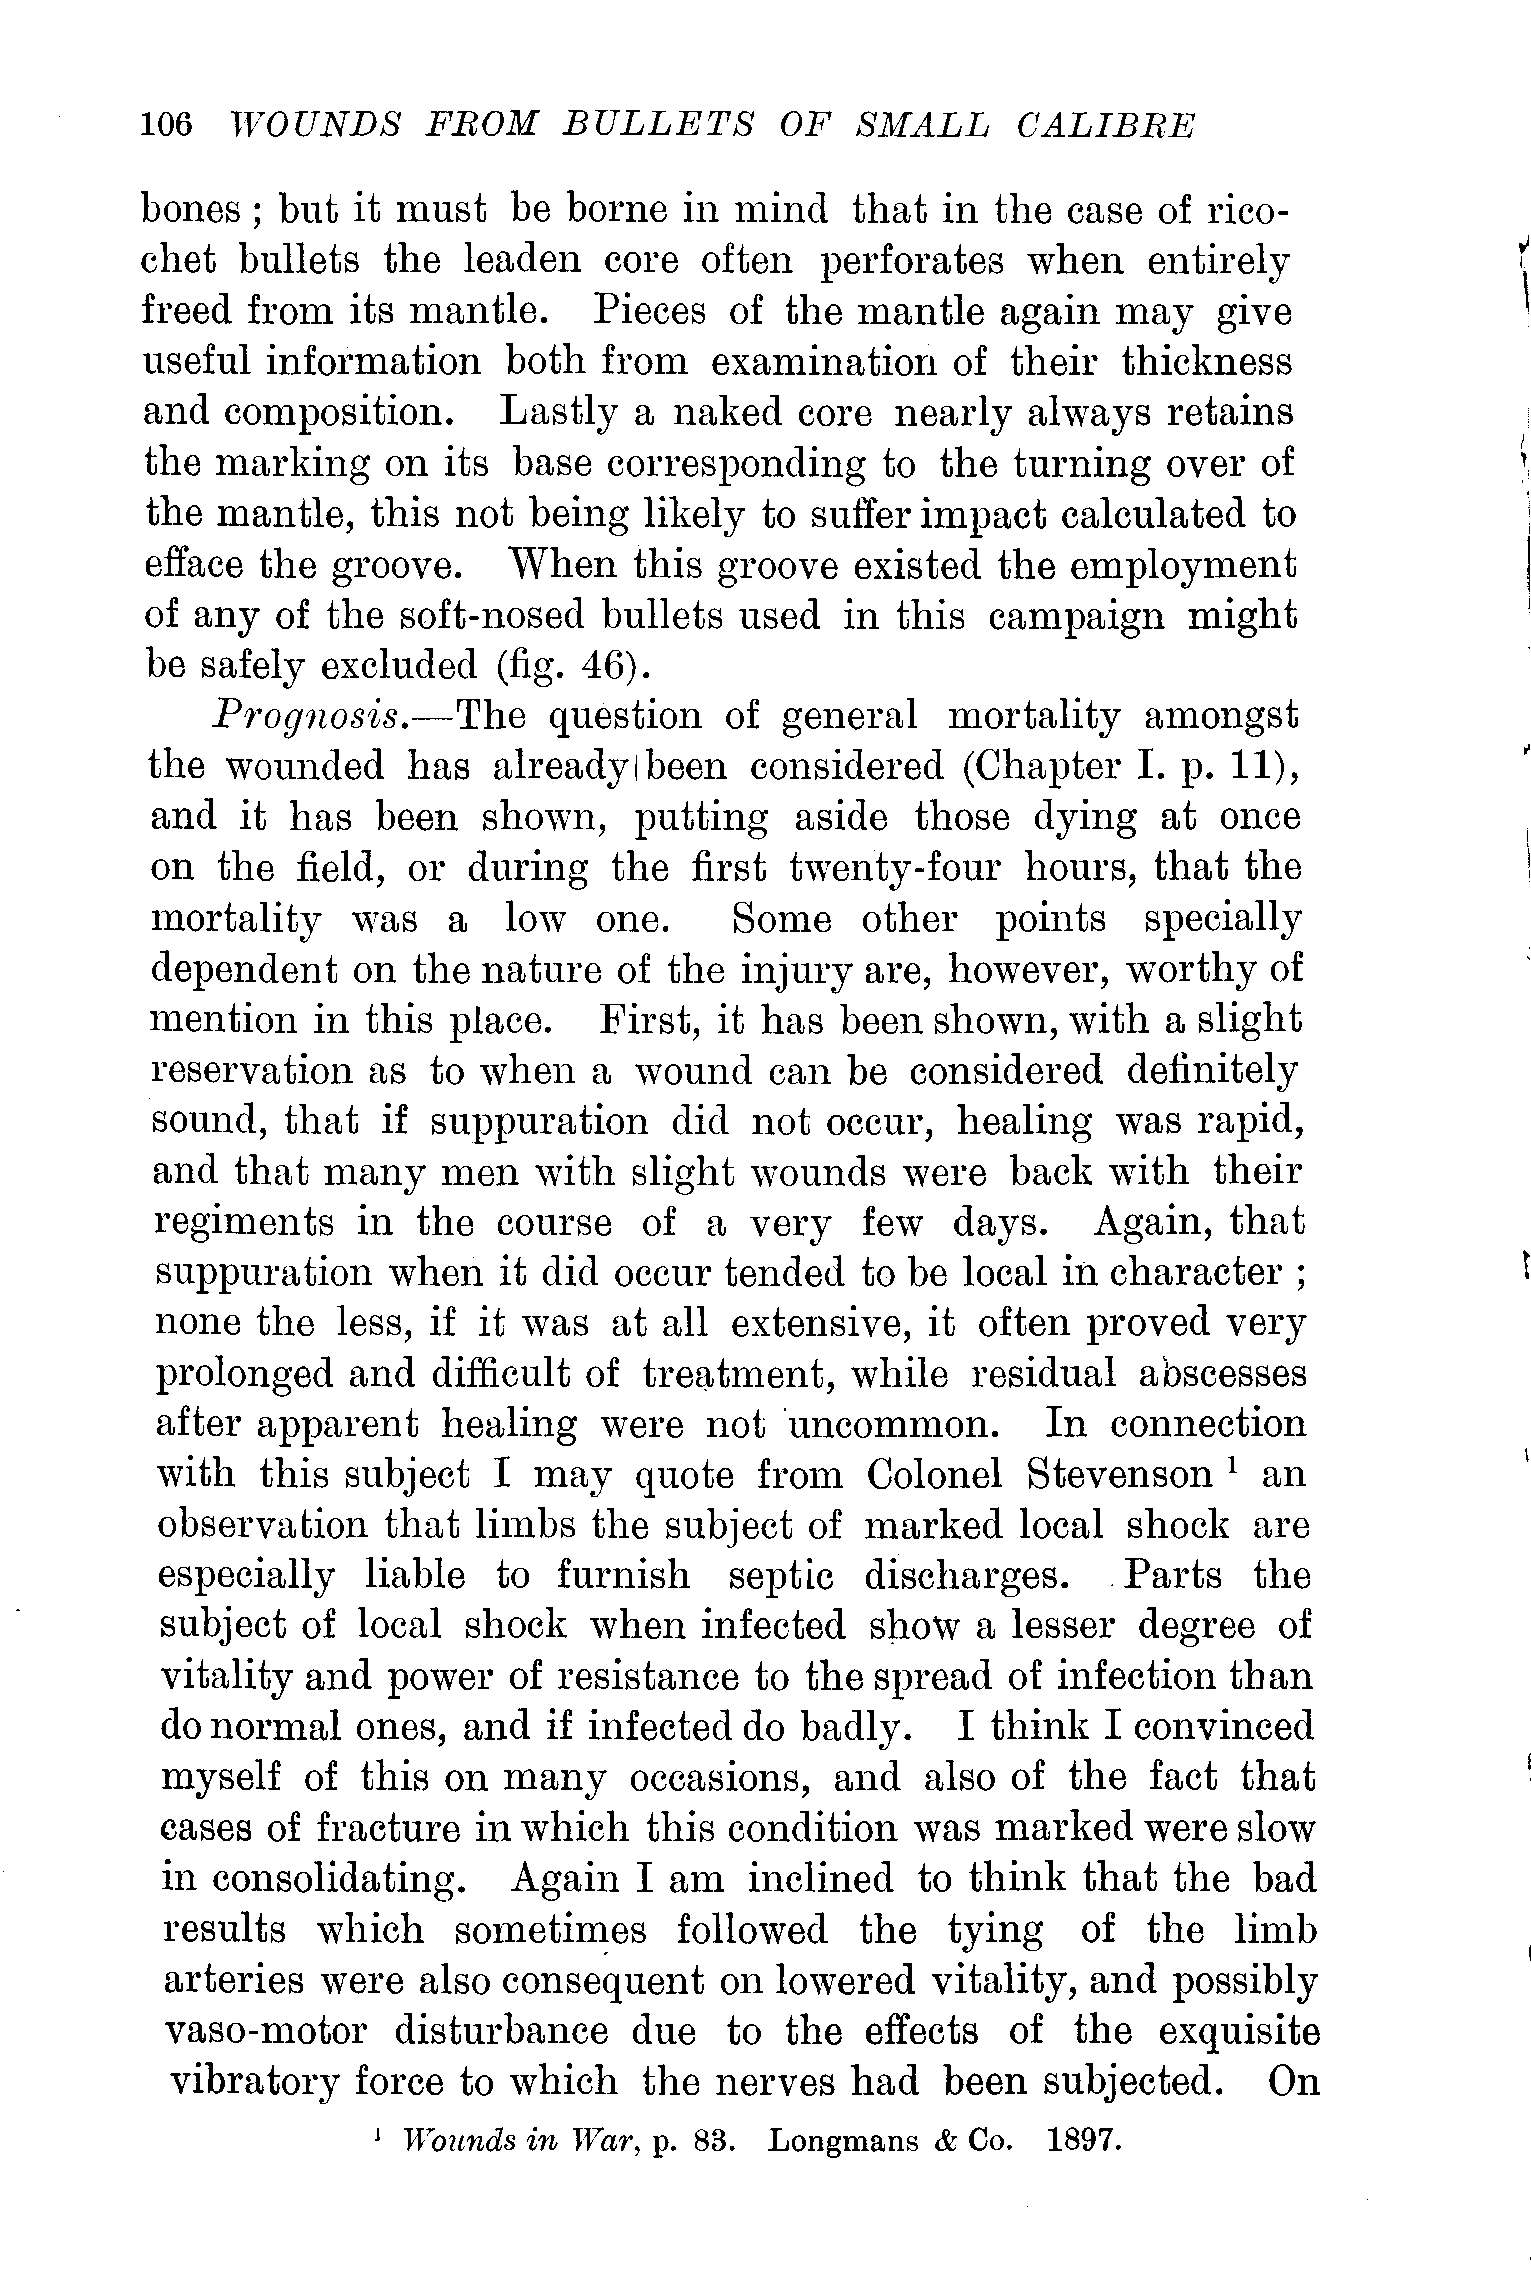 106 WOUNDS FROM BULLETS OF SMALL CALIBRE
bones ; but it must be borne in mind that in the case of rico-
chet bullets the leaden core often perforates when entirely
freed from its mantle. Pieces of the mantle again may give
useful information both from examination of their thickness
and composition. Lastly a naked core nearly always retains
the marking on its base corresponding to the turning over of
the mantle, this not being likely to suffer impact calculated to
efface the groove. When this groove existed the employment
of any of the soft-nosed bullets used in this campaign might
be safely excluded (fig. 46).
Prognosis.—The question of general mortality amongst
the wounded has already been considered (Chapter I. p. 11),
and it has been shown, putting aside those dying at once
on the field, or during the first twenty-four hours, that the
mortality was a low one. Some other points specially
dependent on the nature of the injury are, however, worthy of
mention in this place. First, it has been shown, with a slight
reservation as to when a wound can be considered definitely
sound, that if suppuration did not occur, healing was rapid,
and that many men with slight wounds were back with their
regiments in the course of a very few days. Again, that
suppuration when it did occur tended to be local in character ;
none the less, if it was at all extensive, it often proved very
prolonged and difficult of treatment, while residual abscesses
after apparent healing were not uncommon. In connection
with this subject I may quote from Colonel Stevenson ¹ an
observation that limbs the subject of marked local shock are
especially liable to furnish septic discharges. Parts the
subject of local shock when infected show a lesser degree of
vitality and power of resistance to the spread of infection than
do normal ones, and if infected do badly. I think I convinced
myself of this on many occasions, and also of the fact that
cases of fracture in which this condition was marked were slow
in consolidating. Again I am inclined to think that the bad
results which sometimes followed the tying of the limb
arteries were also consequent on lowered vitality, and possibly
vaso-motor disturbance due to the effects of the exquisite
vibratory force to which the nerves had been subjected. On
¹ Wounds in War, p. 83. Longmans & Co. 1897.